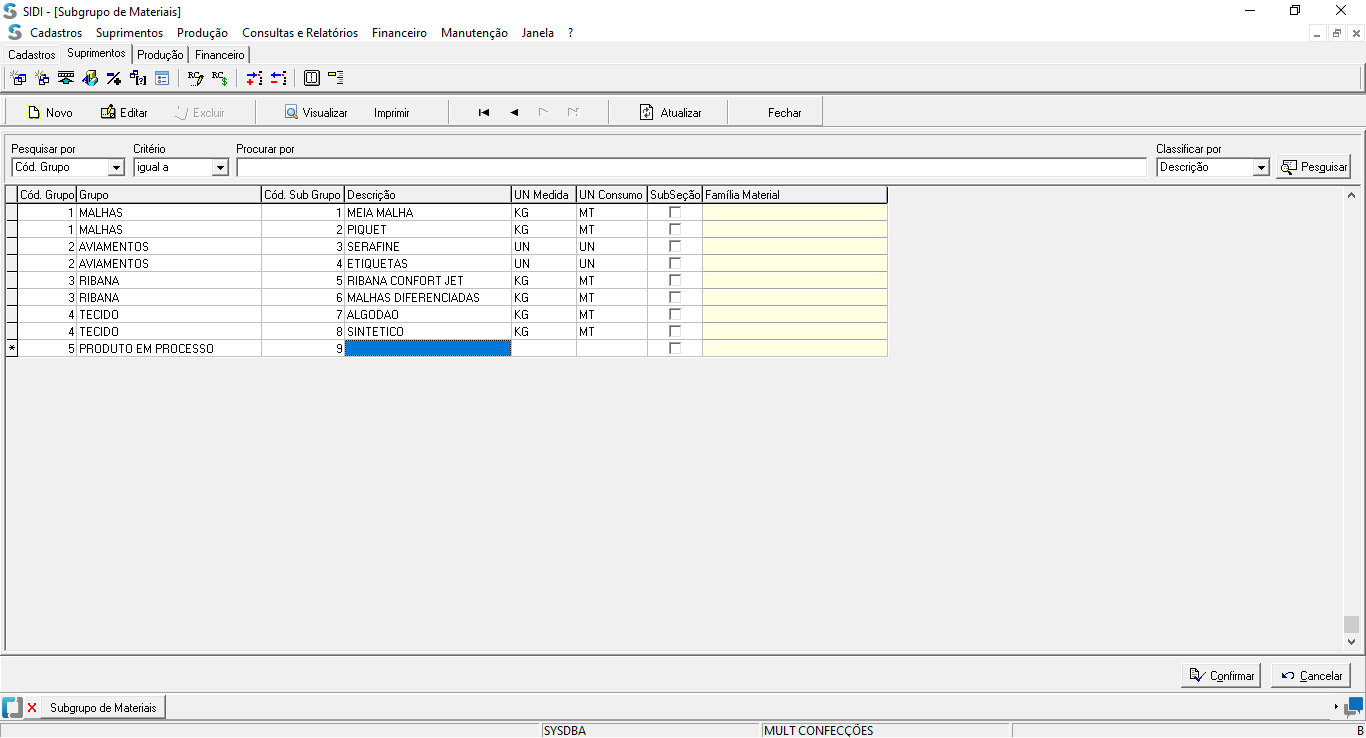 SIDI - [Subgrupo de Materiais]
Cadastros Suprimentos Produção Consultas e Relatórios Financeiro Manutenção Janela ?
Cadastros Suprimentos Produção Financeiro
Novo Editar Excluir Visualizar Imprimir Atualizar Fechar
Pesquisar por Critério Procurar por Classificar por
Cód. Grupo igual a Descrição Pesquisar
Cód. Grupo Grupo Cód. Sub Grupo Descrição UN Medida UN Consumo SubSeção Família Material
1 MALHAS 1 MEIA MALHA KG MT
1 MALHAS 2 PIQUET KG MT
2 AVIAMENTOS 3 SERAFINE UN UN
2 AVIAMENTOS 4 ETIQUETAS UN UN
3 RIBANA 5 RIBANA CONFORT JET KG MT
3 RIBANA 6 MALHAS DIFERENCIADAS KG MT
4 TECIDO 7 ALGODAO KG MT
4 TECIDO 8 SINTETICO KG MT
* 5 PRODUTO EM PROCESSO 9
Confirmar Cancelar
Subgrupo de Materiais
SYSDBA MULT CONFECÇÕES B